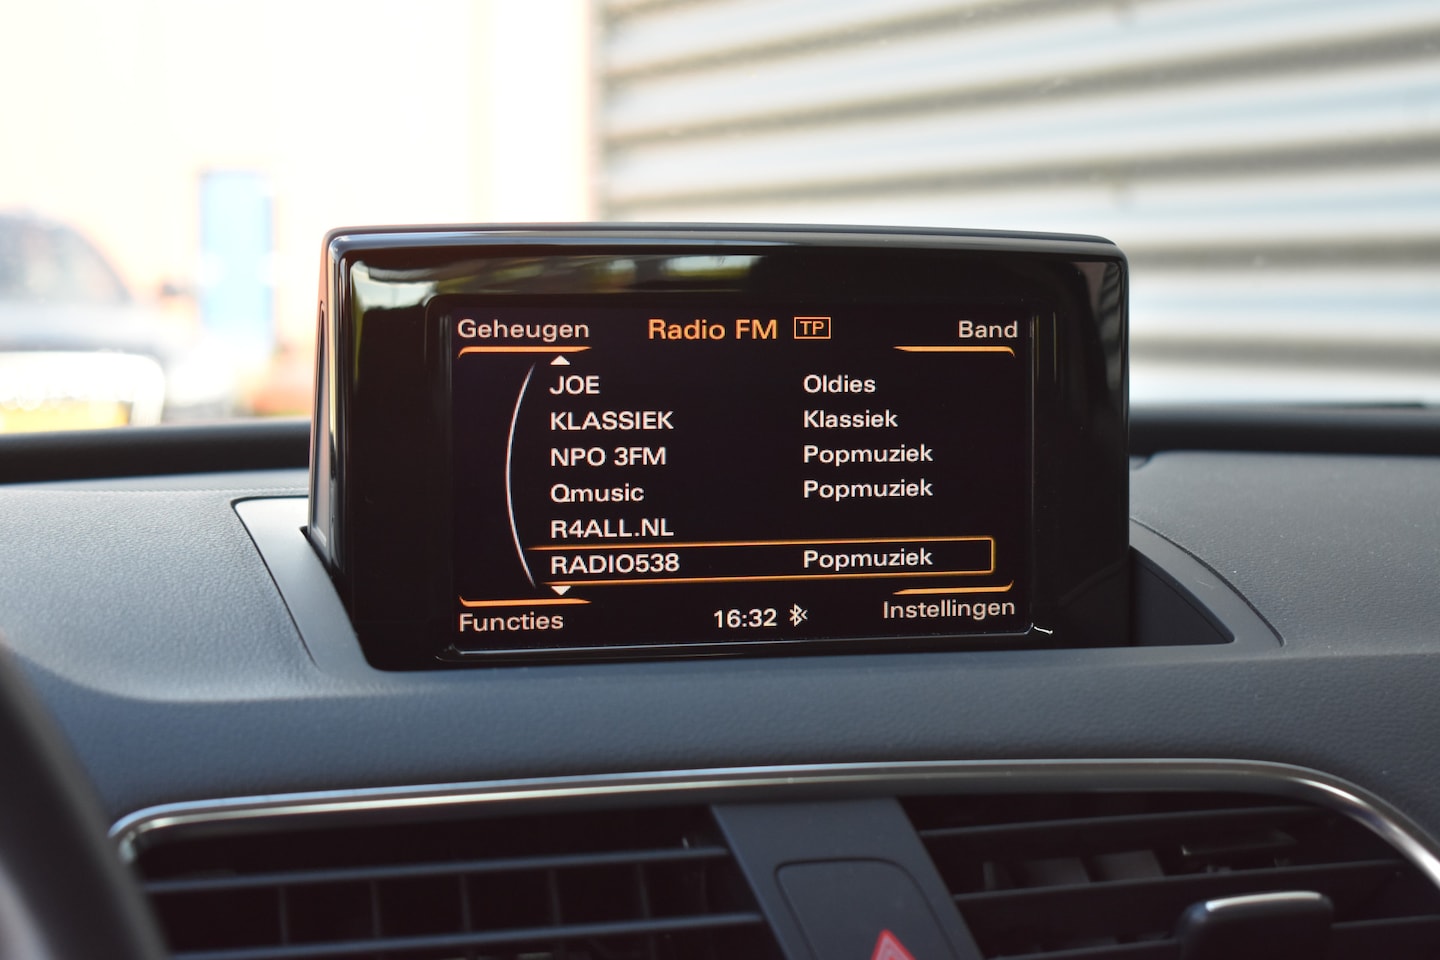 Geheugen Radio FM TP Band
JOE Oldies
KLASSIEK Klassiek
NPO 3FM Popmuziek
Qmusic Popmuziek
R4ALL.NL
RADIO538 Popmuziek
Functies 16:32 Instellingen